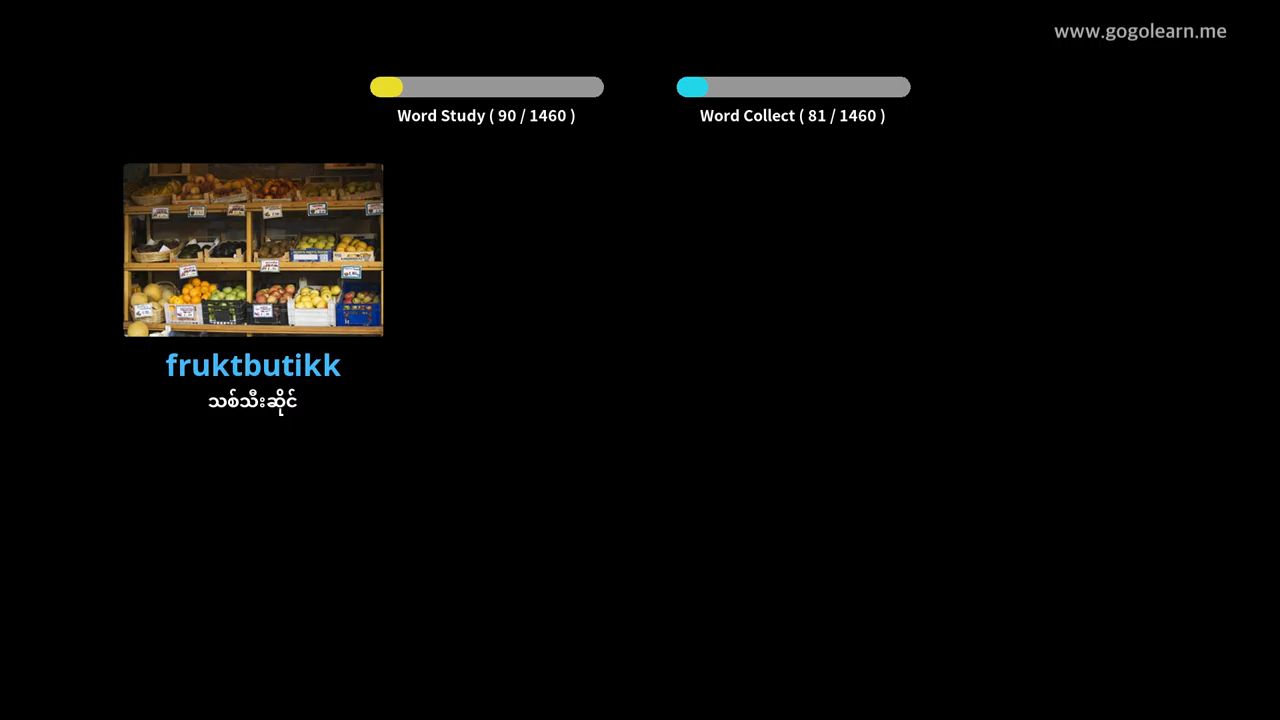 www.gogolearn.me
Word Study ( 90 / 1460 )
Word Collect ( 81 / 1460 )
fruktbutikk
သစ်သီးဆိုင်